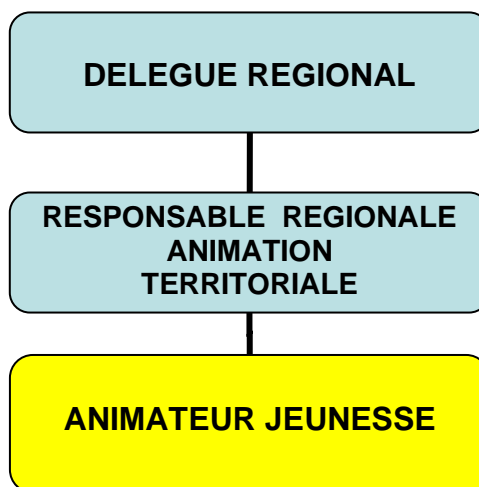 DELEGUE REGIONAL
RESPONSABLE REGIONALE
ANIMATION
TERRITORIALE
ANIMATEUR JEUNESSE